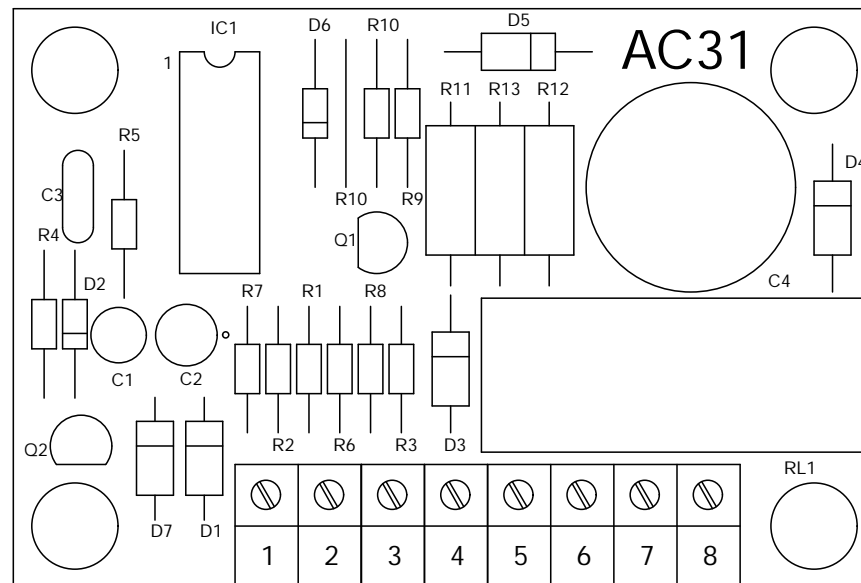 IC1
D6
R10
D5
AC31
1
R11
R13
R12
R5
D4
C3
R10
R9
R4
Q1
D2
C4
R7
R1
R8
C1
C2
Q2
R2
R6
R3
D3
RL1
D7
D1
1 2 3 4 5 6 7 8